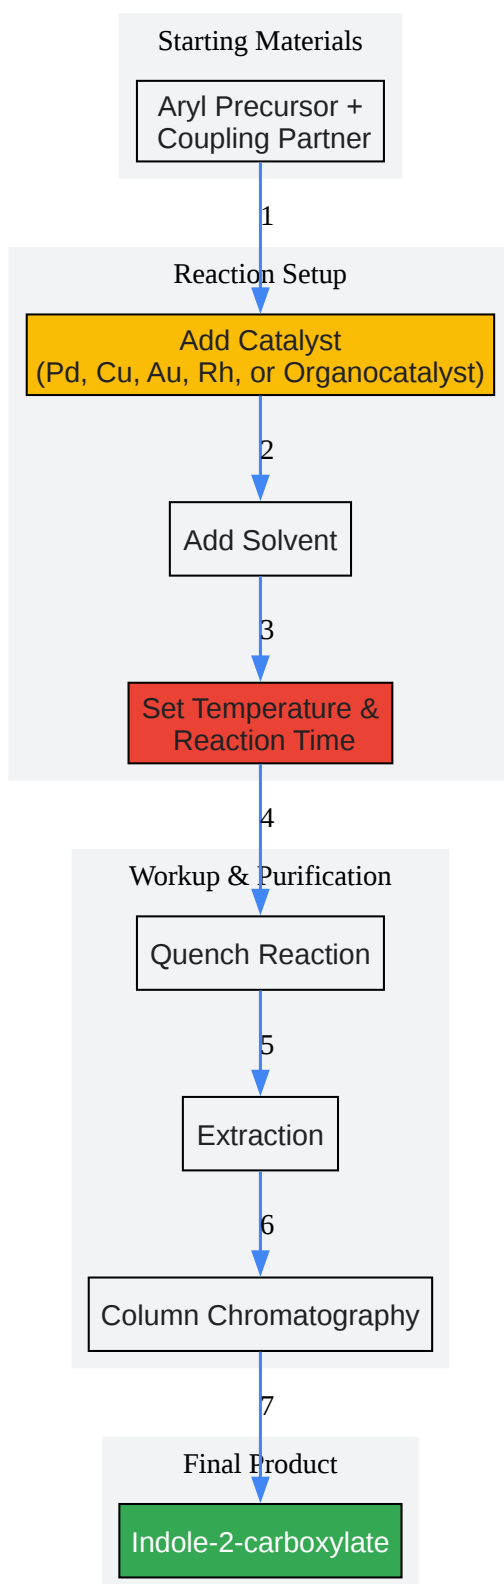 Starting Materials
Aryl Precursor +
Coupling Partner
1
Reaction Setup
Add Catalyst
(Pd, Cu, Au, Rh, or Organocatalyst)
2
Add Solvent
3
Set Temperature &
Reaction Time
4
Workup & Purification
Quench Reaction
5
Extraction
6
Column Chromatography
7
Final Product
Indole-2-carboxylate